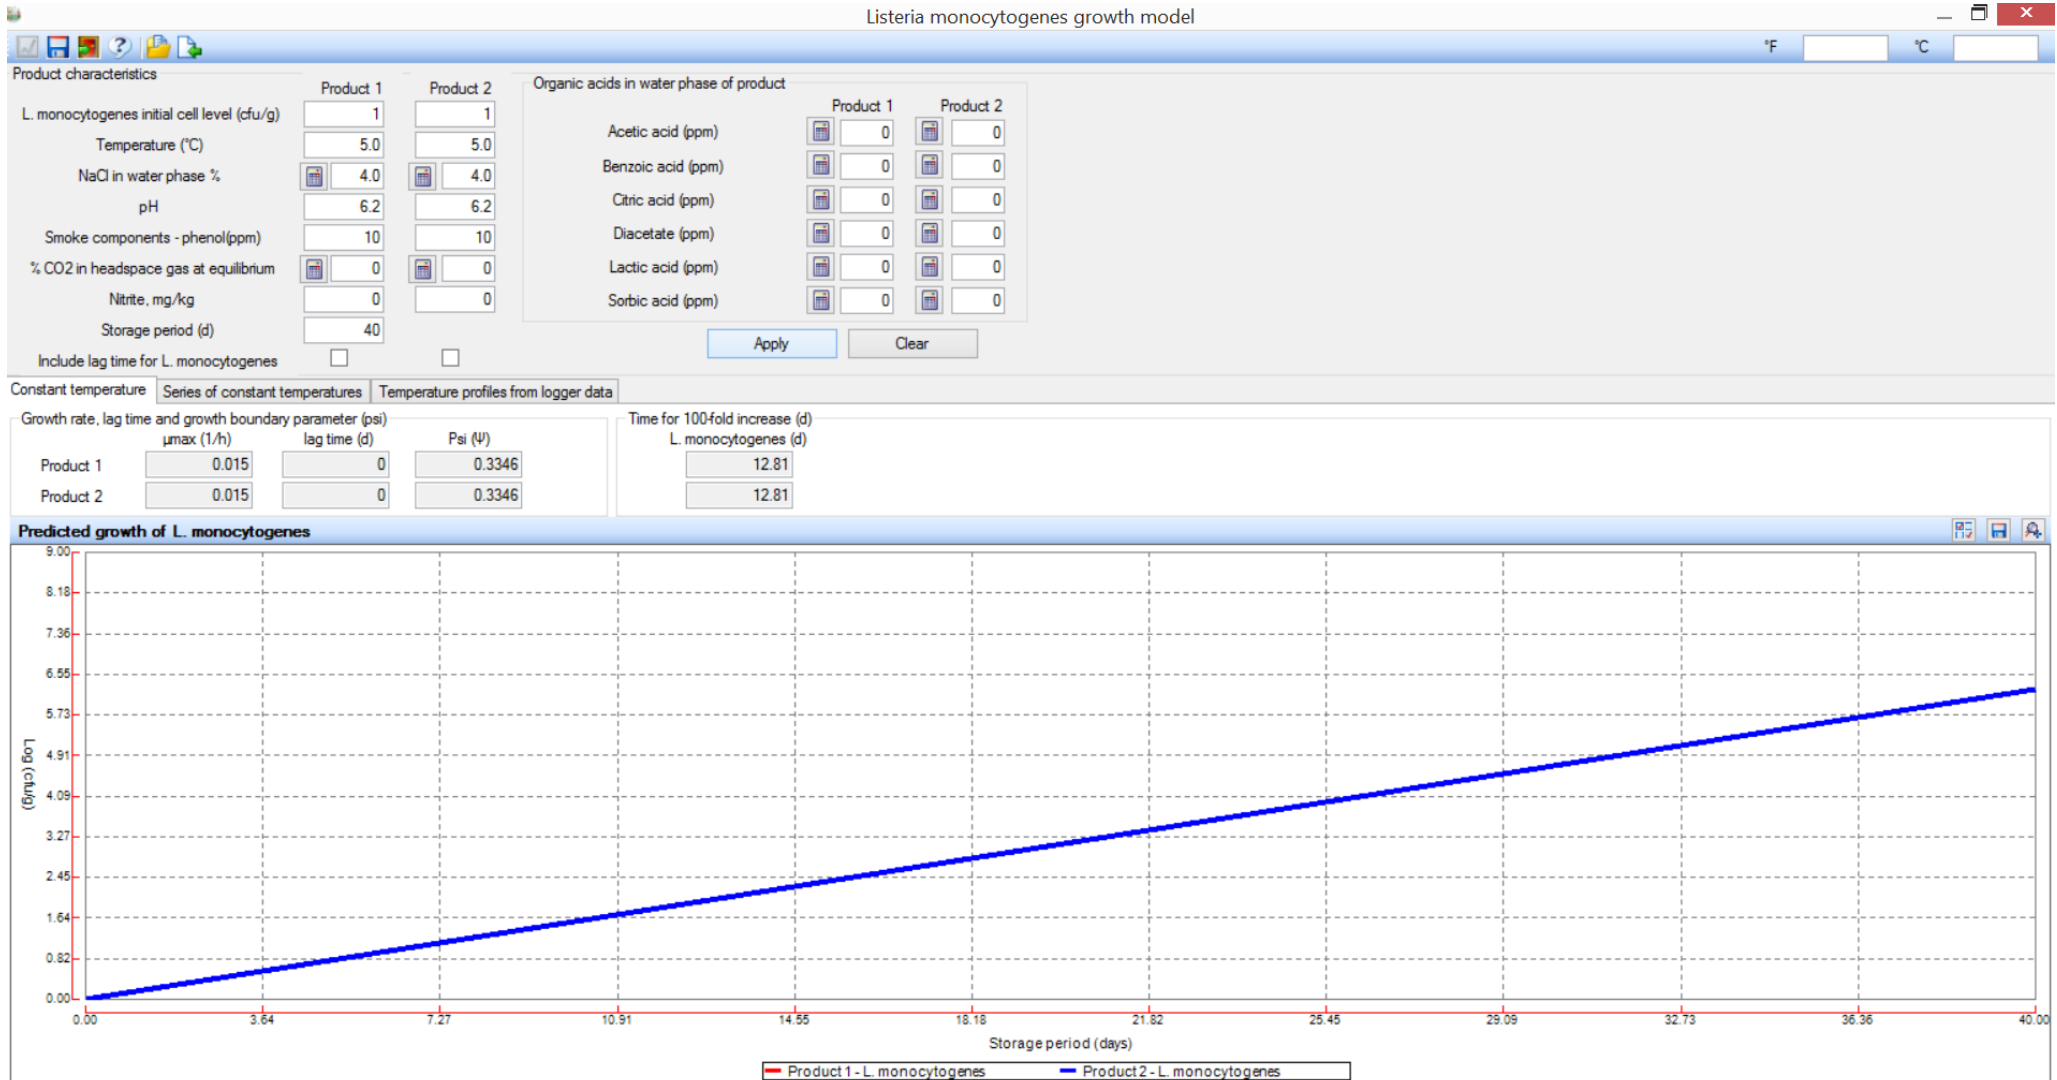 Listeria monocytogenes growth model
°F °C
Product characteristics
Product 1 Product 2
L. monocytogenes initial cell level (cfu/g) 1 1
Temperature (°C) 5.0 5.0
NaCl in water phase % 4.0 4.0
pH 6.2 6.2
Smoke components - phenol(ppm) 10 10
% CO2 in headspace gas at equilibrium 0 0
Nitrite, mg/kg 0 0
Storage period (d) 40
Include lag time for L. monocytogenes
Organic acids in water phase of product
Product 1 Product 2
Acetic acid (ppm) 0 0
Benzoic acid (ppm) 0 0
Citric acid (ppm) 0 0
Diacetate (ppm) 0 0
Lactic acid (ppm) 0 0
Sorbic acid (ppm) 0 0
Apply Clear
Constant temperature Series of constant temperatures Temperature profiles from logger data
Growth rate, lag time and growth boundary parameter (psi)
µmax (1/h) lag time (d) Psi (Ψ)
Product 1 0.015 0 0.3346
Product 2 0.015 0 0.3346
Time for 100-fold increase (d)
L. monocytogenes (d)
12.81
12.81
Predicted growth of L. monocytogenes
9.00
8.18
7.36
6.55
5.73
4.91
4.09
3.27
2.45
1.64
0.82
0.00
Log (cfu/g)
0.00 3.64 7.27 10.91 14.55 18.18 21.82 25.45 29.09 32.73 36.36 40.00
Storage period (days)
Product 1 - L. monocytogenes Product 2 - L. monocytogenes